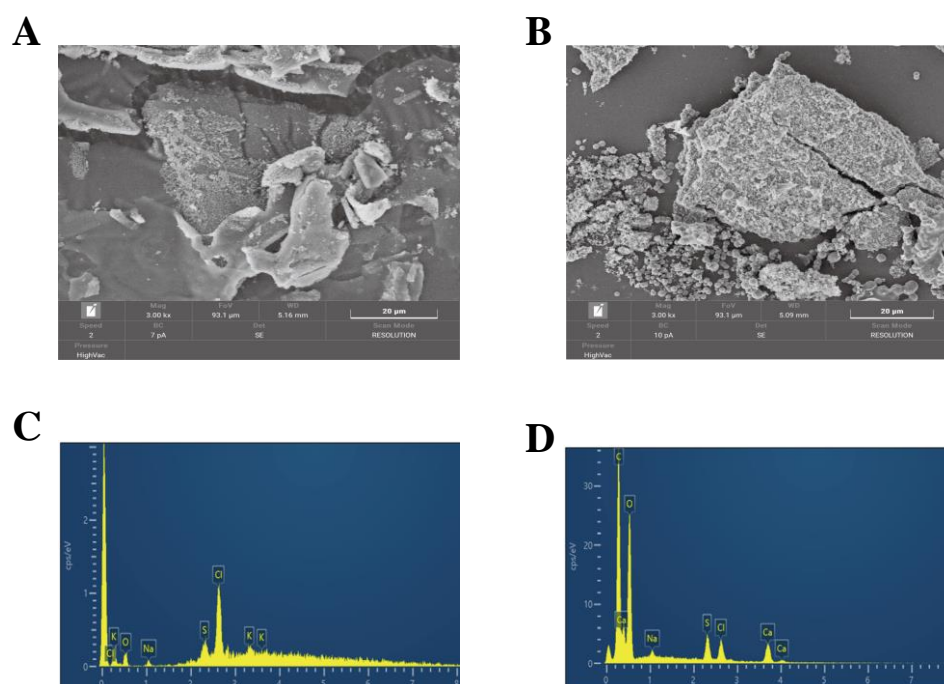 A
B
Mag FoV WD
3.00 kx 93.1 µm 5.16 mm 20 µm
Speed BC Det Scan Mode
2 7 pA SE RESOLUTION
Pressure
HighVac
Mag FoV WD
3.00 kx 93.1 µm 5.09 mm 20 µm
Speed BC Det Scan Mode
2 10 pA SE RESOLUTION
Pressure
HighVac
C
D
cps/eV
2
1
0
Cl
S
K
K
K
O
Na
Cl
0 1 2 3 4 5 6 7 8
cps/eV
30
20
10
0
C
O
Ca
Na
S
Cl
Ca
Ca
0 1 2 3 4 5 6 7